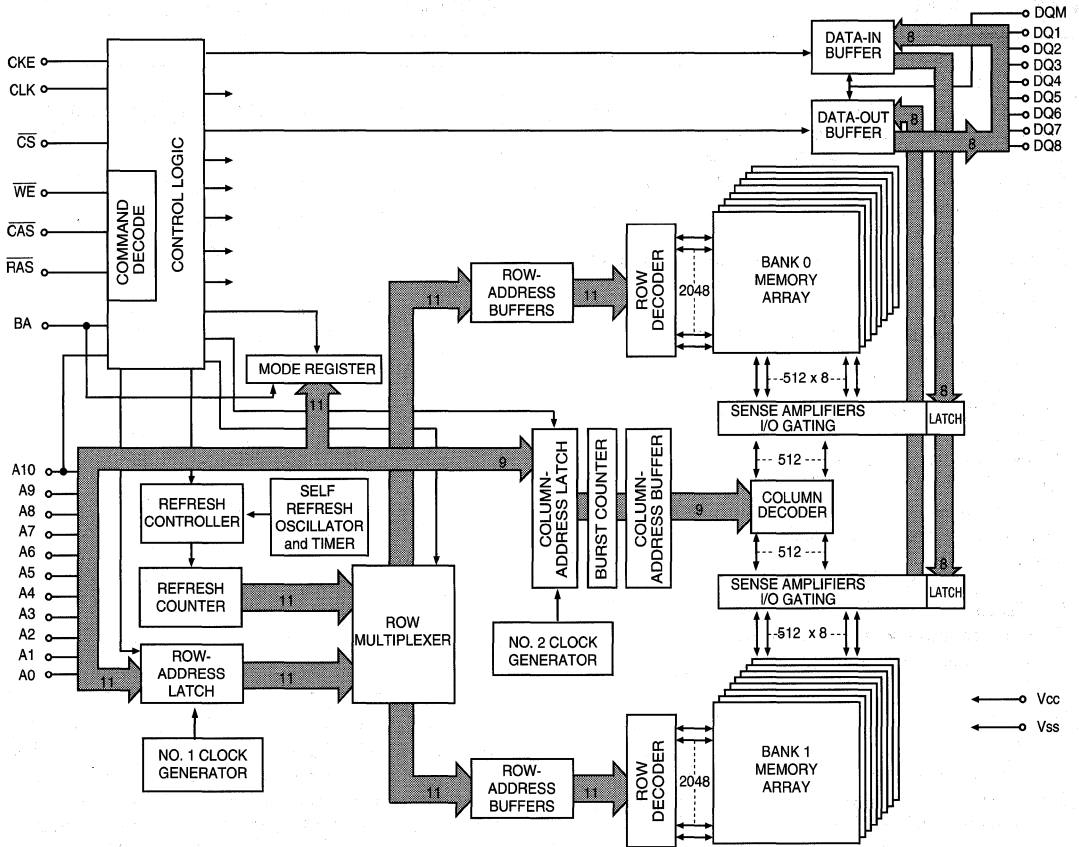 DQM
DQ1
DQ2
DQ3
DQ4
DQ5
DQ6
DQ7
DQ8
DATA-IN
BUFFER
8
DATA-OUT
BUFFER
8
8
CKE
CLK
CS
WE
CAS
RAS
BA
COMMAND
DECODE
CONTROL LOGIC
MODE REGISTER
11
11
ROW-
ADDRESS
BUFFERS
11
ROW
DECODER
2048
BANK 0
MEMORY
ARRAY
512 x 8
8
SENSE AMPLIFIERS
I/O GATING
LATCH
A10
A9
A8
A7
A6
A5
A4
A3
A2
A1
A0
9
REFRESH
CONTROLLER
SELF
REFRESH
OSCILLATOR
and TIMER
COLUMN-
ADDRESS LATCH
BURST COUNTER
COLUMN-
ADDRESS BUFFER
9
512
COLUMN
DECODER
512
REFRESH
COUNTER
11
ROW
MULTIPLEXER
8
SENSE AMPLIFIERS
I/O GATING
LATCH
NO. 2 CLOCK
GENERATOR
512 x 8
11
ROW-
ADDRESS
LATCH
11
NO. 1 CLOCK
GENERATOR
11
ROW-
ADDRESS
BUFFERS
11
ROW
DECODER
2048
BANK 1
MEMORY
ARRAY
Vcc
Vss